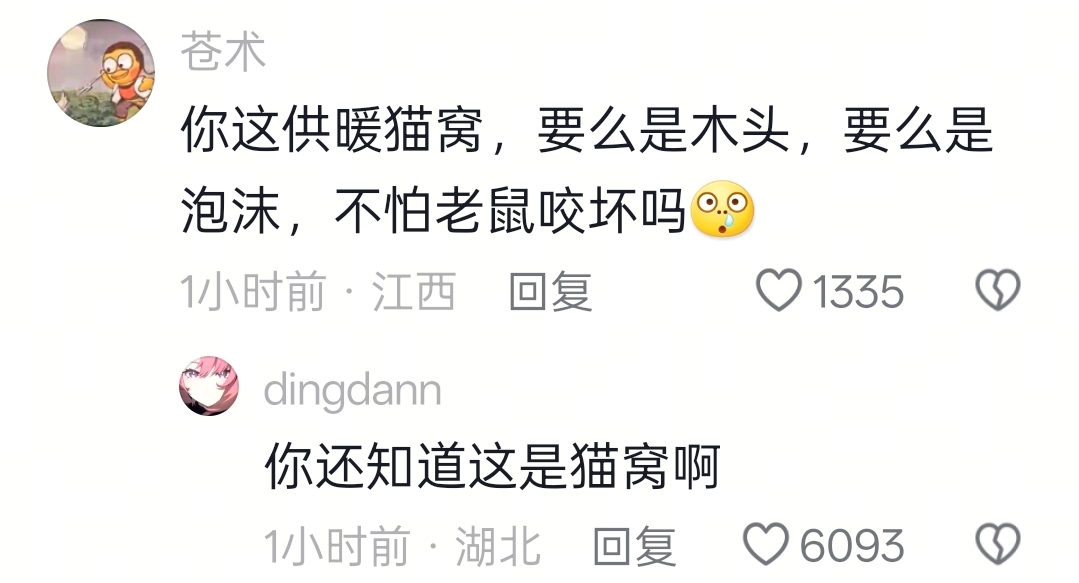 苍术
你这供暖猫窝，要么是木头，要么是
泡沫，不怕老鼠咬坏吗
1小时前 · 江西 回复 1335
dingdann
你还知道这是猫窝啊
1小时前 · 湖北 回复 6093